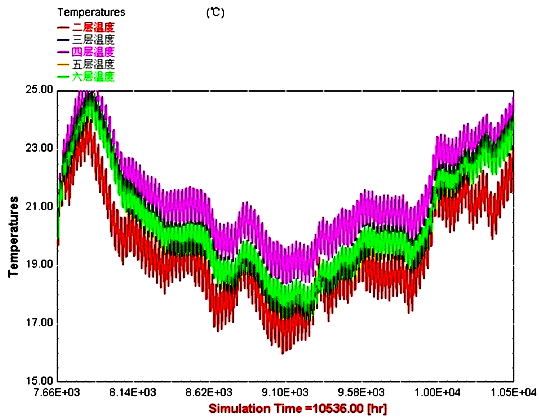 Temperatures (℃)
二层温度
三层温度
四层温度
五层温度
六层温度
25.00
23.00
21.00
19.00
17.00
15.00
Temperatures
7.66E+03 8.14E+03 8.62E+03 9.10E+03 9.58E+03 1.00E+04 1.05E+04
Simulation Time =10536.00 [hr]